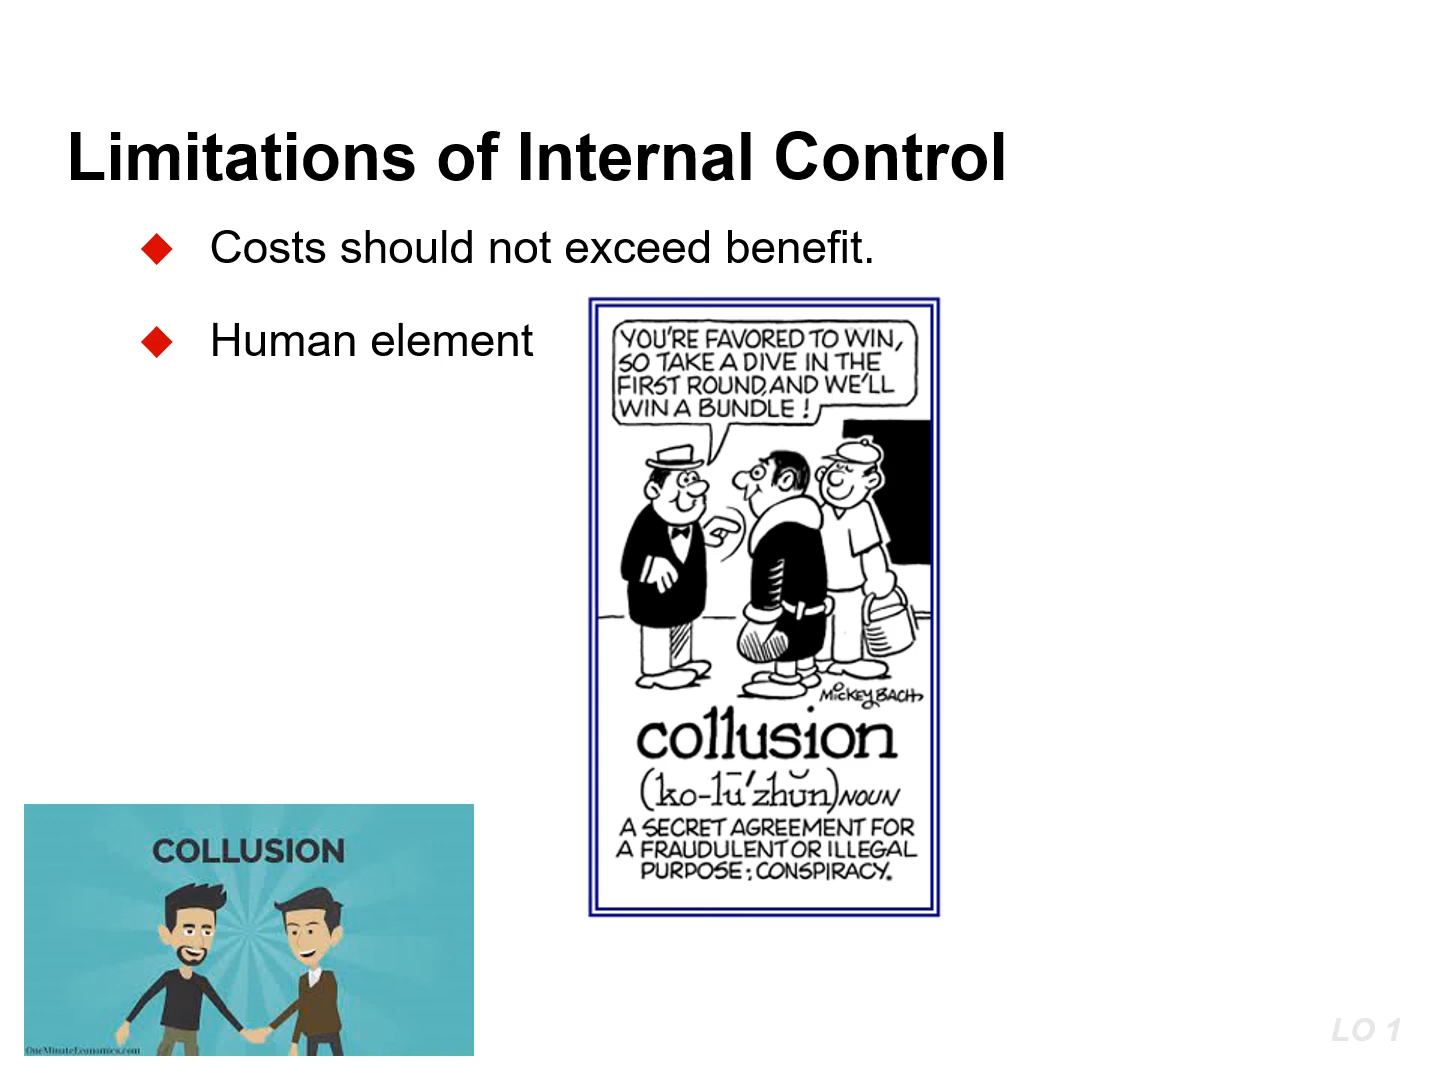 Limitations of Internal Control
Costs should not exceed benefit.
Human element
YOU'RE FAVORED TO WIN,
SO TAKE A DIVE IN THE
FIRST ROUND, AND WE'LL
WIN A BUNDLE!
MICKEY BACH
collusion
(ko-lū′zhŭn) NOUN
A SECRET AGREEMENT FOR
A FRAUDULENT OR ILLEGAL
PURPOSE; CONSPIRACY.
COLLUSION
OneMinuteEconomics.com
LO 1